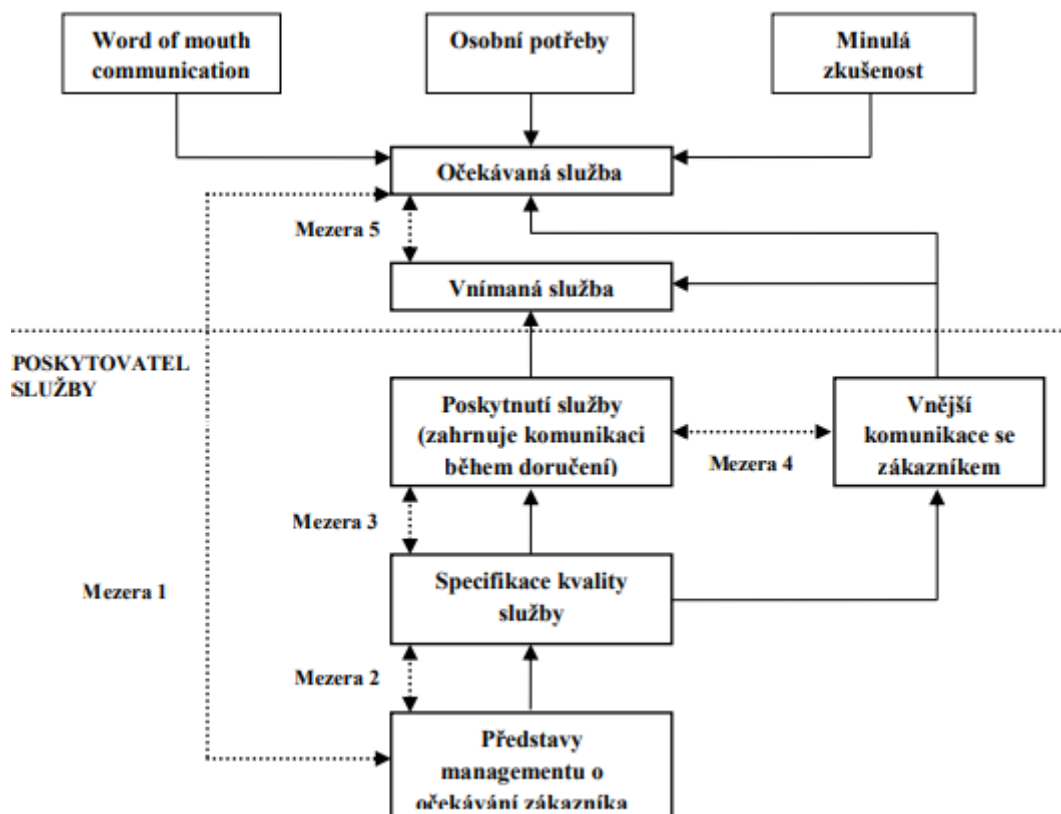 Word of mouth
communication
Osobní potřeby
Minulá
zkušenost
Očekávaná služba
Mezera 5
Vnímaná služba
POSKYTOVATEL
SLUŽBY
Poskytnutí služby
(zahrnuje komunikaci
během doručení)
Vnější
komunikace se
zákazníkem
Mezera 4
Mezera 3
Mezera 1
Specifikace kvality
služby
Mezera 2
Představy
managementu o
očekávání zákazníka